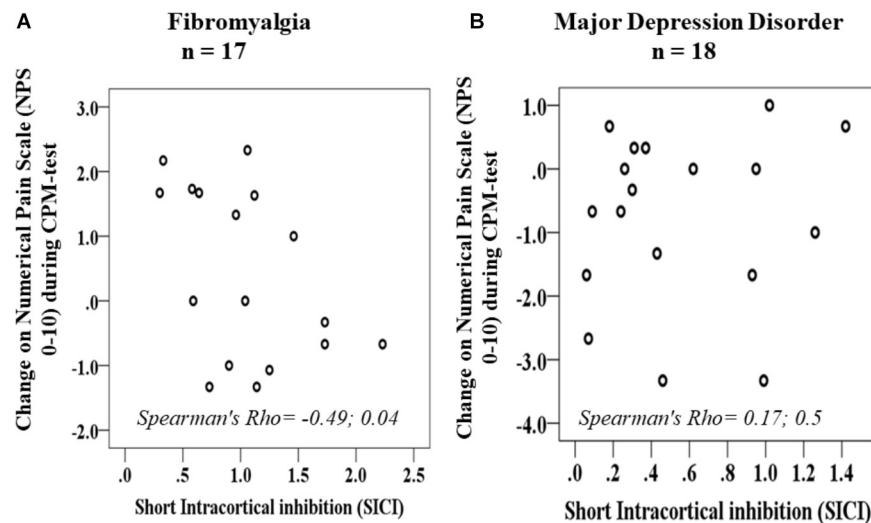 A
Fibromyalgia
n = 17
Change on Numerical Pain Scale (NPS
0-10) during CPM-test
3.0
2.0
1.0
.0
-1.0
-2.0
Spearman's Rho= -0.49; 0.04
.0 0.5 1.0 1.5 2.0 2.5
Short Intracortical inhibition (SICI)
B
Major Depression Disorder
n = 18
Change on Numerical Pain Scale (NPS
0-10) during CPM-test
1.0
.0
-1.0
-2.0
-3.0
-4.0
Spearman's Rho= 0.17; 0.5
.0 .2 .4 .6 .8 1.0 1.2 1.4
Short Intracortical inhibition (SICI)